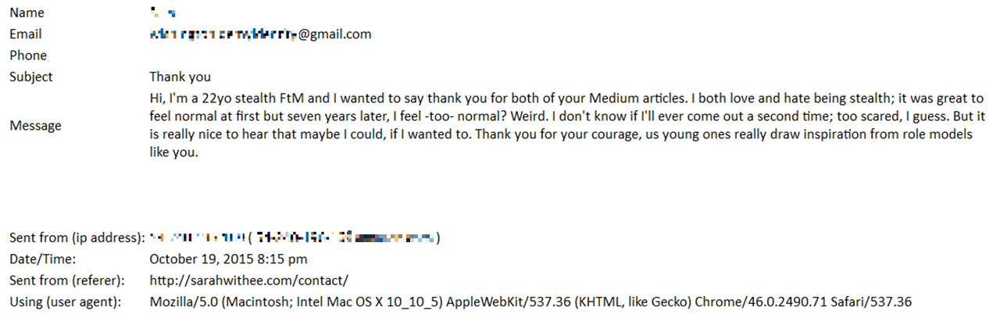 Name
Email @gmail.com
Phone
Subject Thank you
Hi, I'm a 22yo stealth FtM and I wanted to say thank you for both of your Medium articles. I both love and hate being stealth; it was great to
feel normal at first but seven years later, I feel -too- normal? Weird. I don't know if I'll ever come out a second time; too scared, I guess. But it
Message
is really nice to hear that maybe I could, if I wanted to. Thank you for your courage, us young ones really draw inspiration from role models
like you.
Sent from (ip address): ( )
Date/Time: October 19, 2015 8:15 pm
Sent from (referer): http://sarahwithee.com/contact/
Using (user agent): Mozilla/5.0 (Macintosh; Intel Mac OS X 10_10_5) AppleWebKit/537.36 (KHTML, like Gecko) Chrome/46.0.2490.71 Safari/537.36